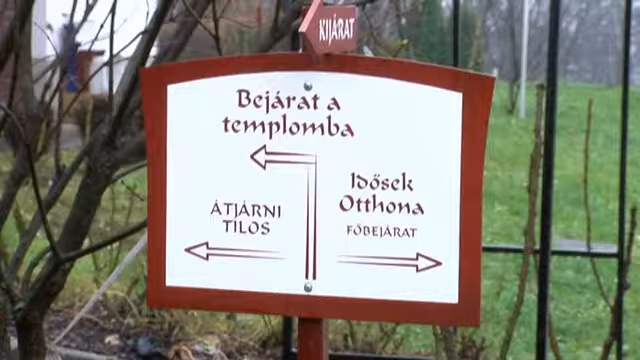 KIJÁRAT
Bejárat a
templomba
Idősek
Otthona
FŐBEJÁRAT
ÁTJÁRNI
TILOS